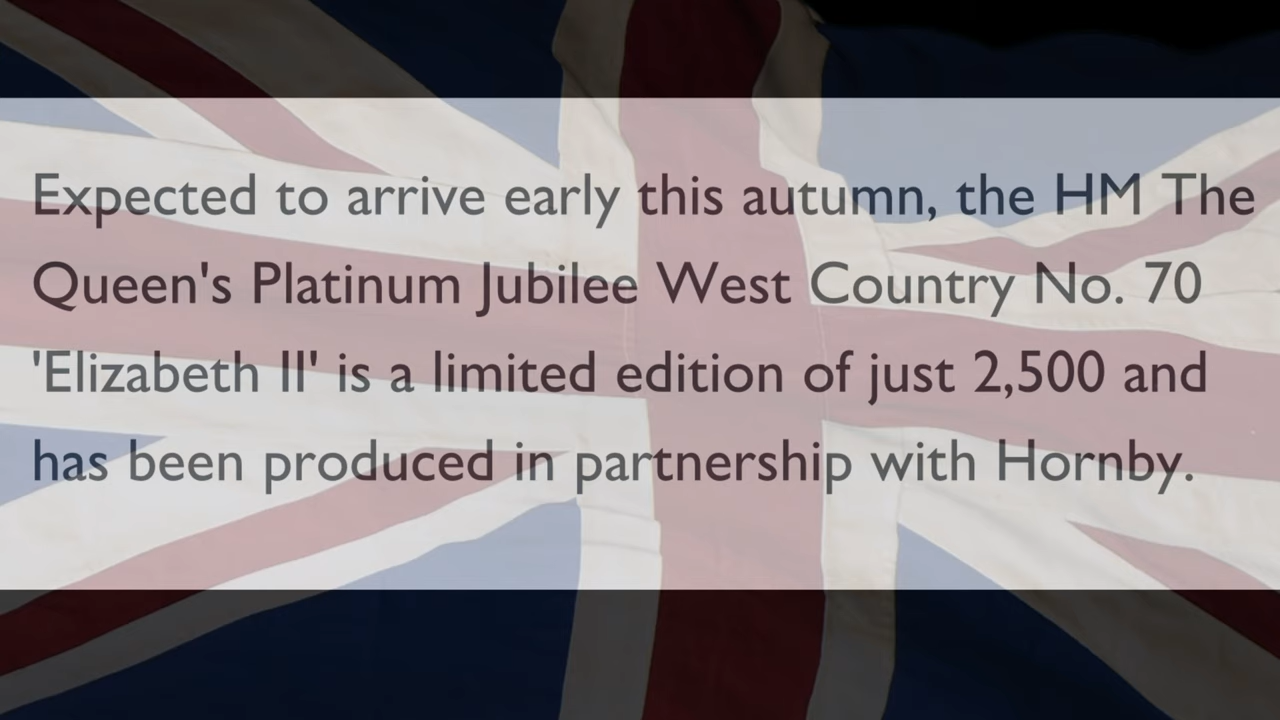 Expected to arrive early this autumn, the HM The
Queen's Platinum Jubilee West Country No. 70
'Elizabeth II' is a limited edition of just 2,500 and
has been produced in partnership with Hornby.